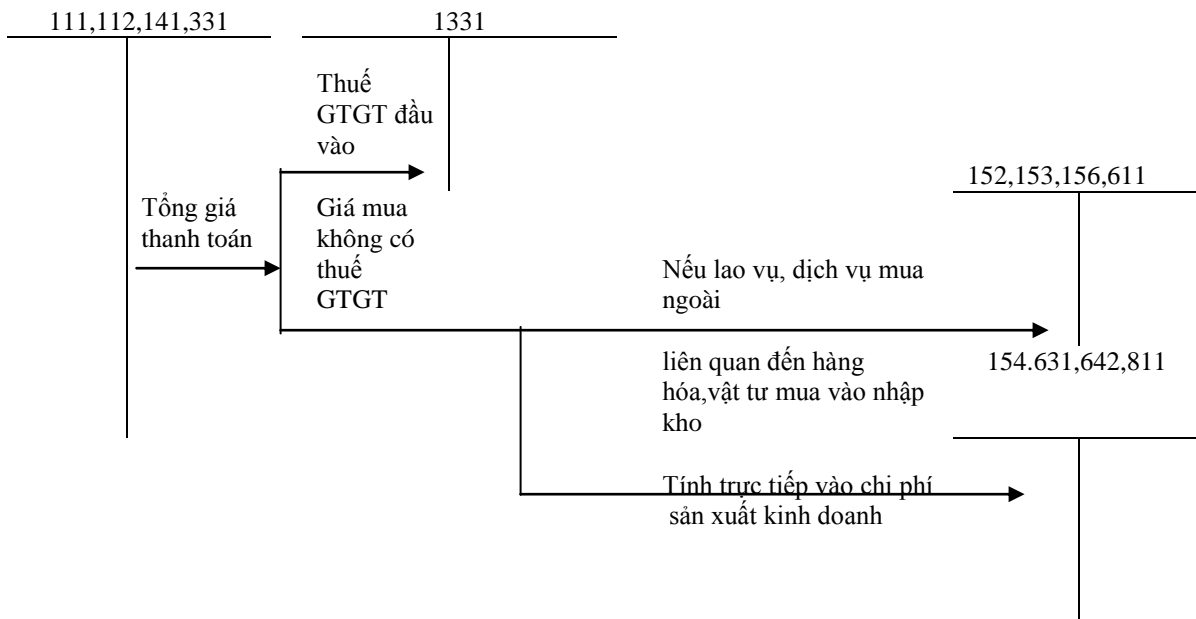 111,112,141,331
1331
Thuế
GTGT đầu
vào
152,153,156,611
Tổng giá
thanh toán
Giá mua
không có
thuế
GTGT
Nếu lao vụ, dịch vụ mua
ngoài
liên quan đến hàng
hóa,vật tư mua vào nhập
kho
154.631,642,811
Tính trực tiếp vào chi phí
sản xuất kinh doanh